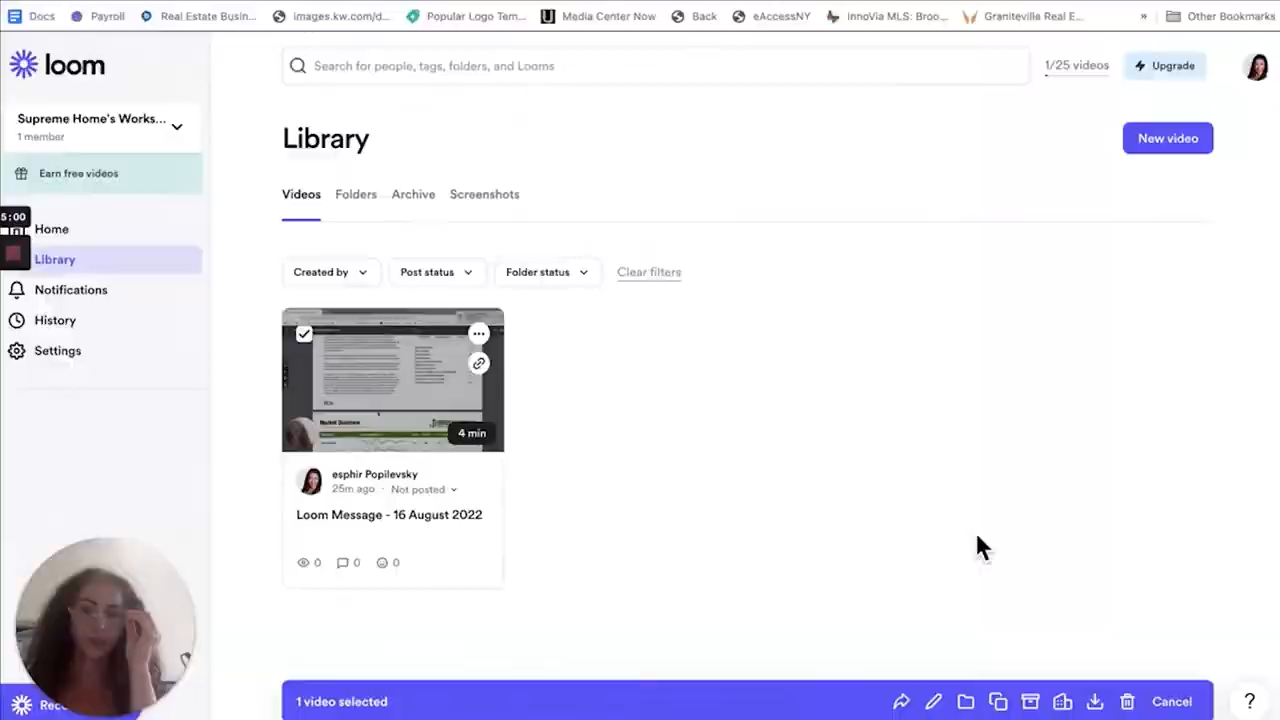 Docs Payroll Real Estate Busin... images.kw.com/d... Popular Logo Tem... Media Center Now Back eAccessNY InnoVia MLS: Broo... Graniteville Real E... » Other Bookmarks
loom
Search for people, tags, folders, and Looms
1/25 videos
Upgrade
Supreme Home's Works...
1 member
Library
New video
Earn free videos
Videos Folders Archive Screenshots
5:00
Home
Library
Notifications
History
Settings
Created by Post status Folder status Clear filters
4 min
esphir Popilevsky
25m ago · Not posted
Loom Message - 16 August 2022
0 0 0
Rec
1 video selected
Cancel
?